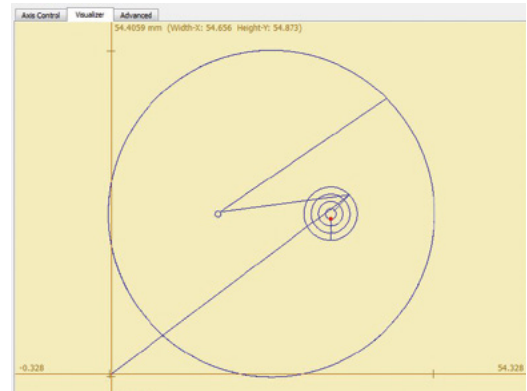 Axis Control Visualizer Advanced
54.4059 mm (Width-X: 54.656 Height-Y: 54.873)
-0.328 54.328